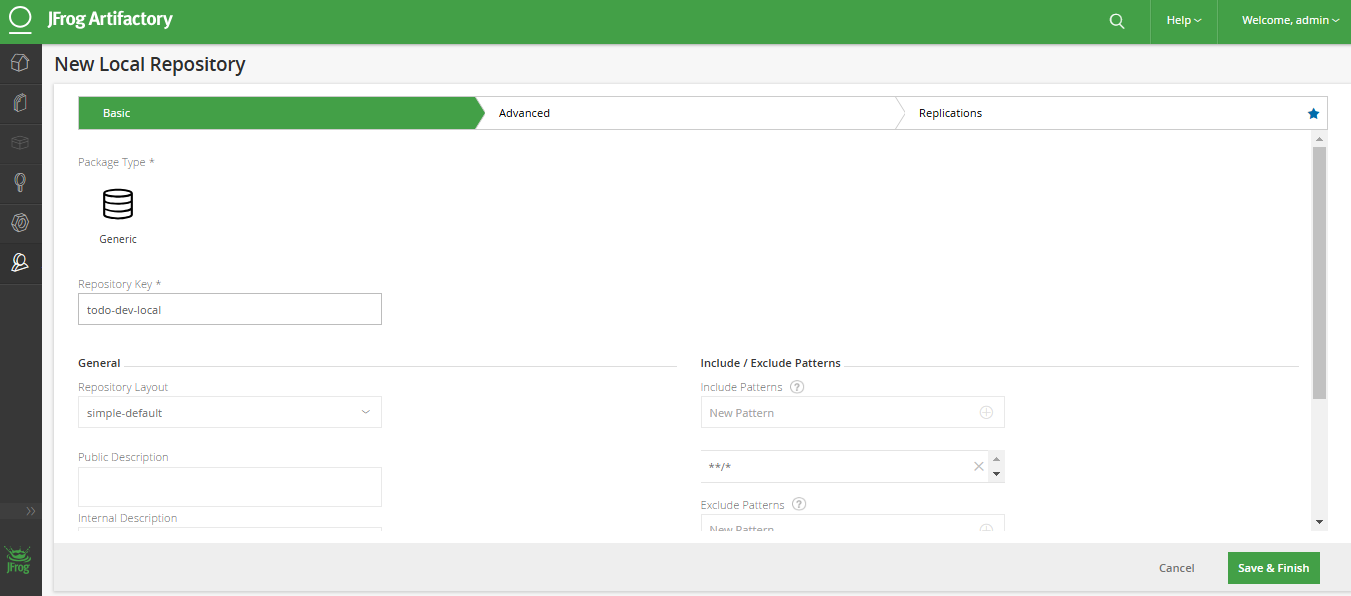 JFrog Artifactory
Help
Welcome, admin
New Local Repository
Basic
Advanced
Replications
Package Type *
Generic
Repository Key *
todo-dev-local
General
Repository Layout
simple-default
Public Description
Internal Description
Include / Exclude Patterns
Include Patterns ?
New Pattern
**/*
Exclude Patterns ?
New Pattern
JFrog
Cancel
Save & Finish